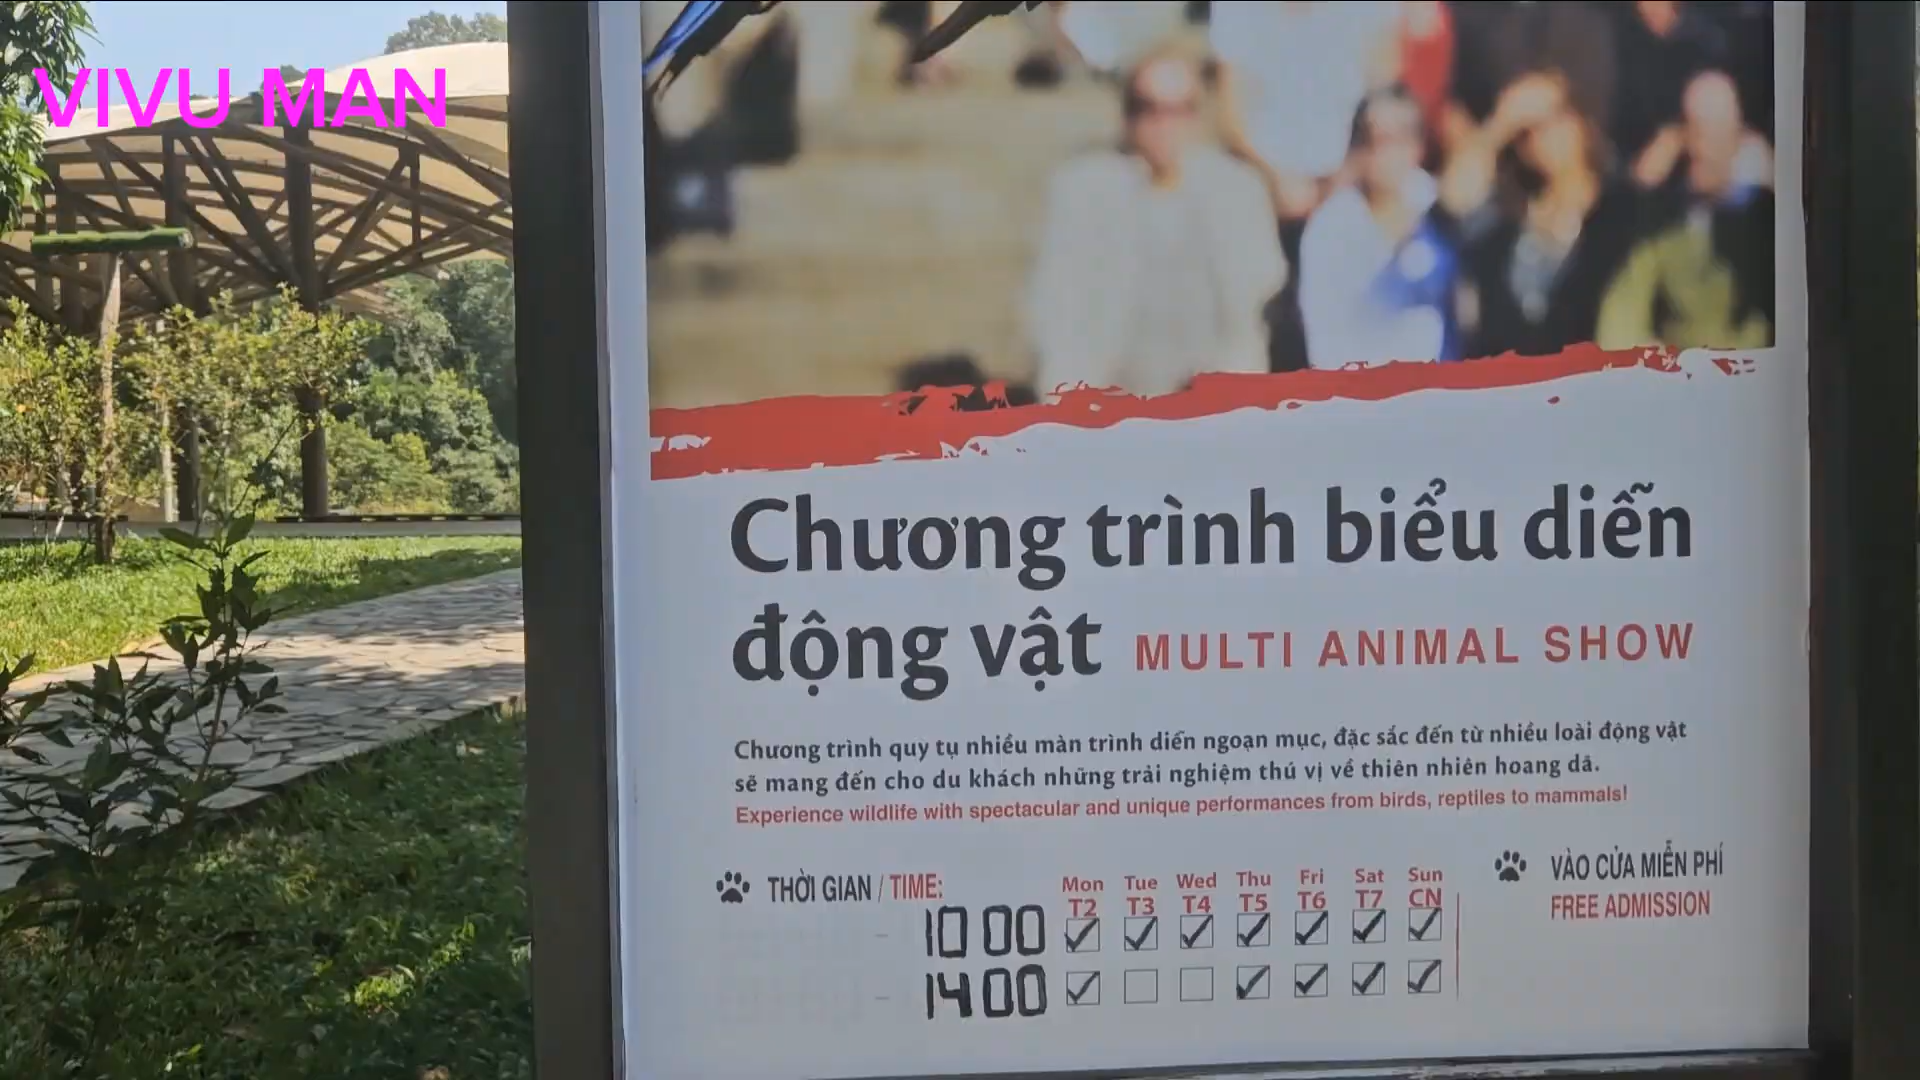 VIVU MAN
Chương trình biểu diễn
động vật MULTI ANIMAL SHOW
Chương trình quy tụ nhiều màn trình diễn ngoạn mục, đặc sắc đến từ nhiều loài động vật
sẽ mang đến cho du khách những trải nghiệm thú vị về thiên nhiên hoang dã.
Experience wildlife with spectacular and unique performances from birds, reptiles to mammals!
THỜI GIAN / TIME:
Mon Tue Wed Thu Fri Sat Sun
T2 T3 T4 T5 T6 T7 CN
- 10 00
- 14 00
VÀO CỬA MIỄN PHÍ
FREE ADMISSION